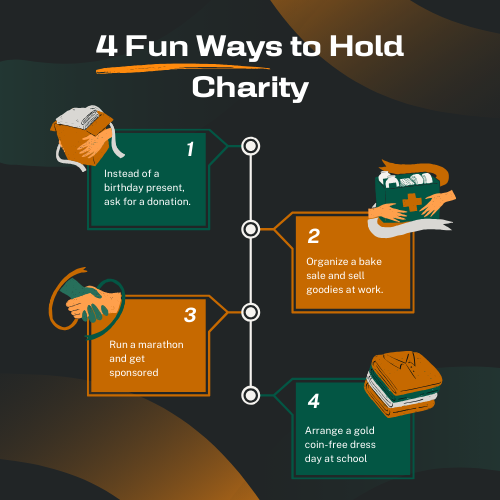 4 Fun Ways to Hold
Charity
1
Instead of a
birthday present,
ask for a donation.
2
Organize a bake
sale and sell
goodies at work.
3
Run a marathon
and get
sponsored
4
Arrange a gold
coin-free dress
day at school